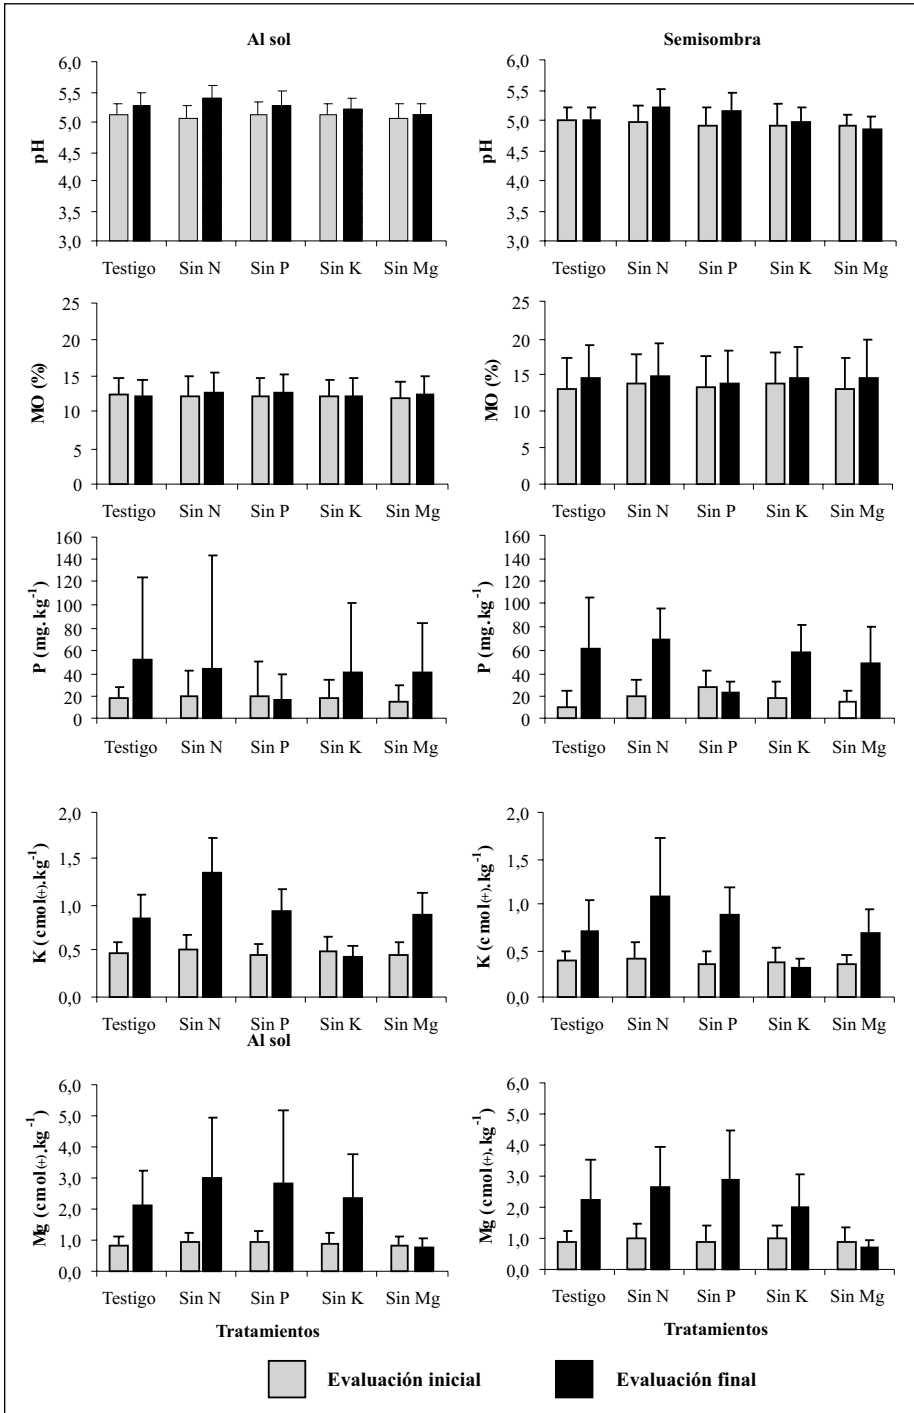 Al sol
Semisombra
pH
6,0
5,5
5,0
4,5
4,0
3,5
3,0
Testigo Sin N Sin P Sin K Sin Mg
pH
6,0
5,5
5,0
4,5
4,0
3,5
3,0
Testigo Sin N Sin P Sin K Sin Mg
MO (%)
25
20
15
10
5
0
Testigo Sin N Sin P Sin K Sin Mg
MO (%)
25
20
15
10
5
0
Testigo Sin N Sin P Sin K Sin Mg
P (mg.kg-1)
160
140
120
100
80
60
40
20
0
Testigo Sin N Sin P Sin K Sin Mg
P (mg.kg-1)
160
140
120
100
80
60
40
20
0
Testigo Sin N Sin P Sin K Sin Mg
K (cmol(+).kg-1)
2,0
1,5
1,0
0,5
0,0
Testigo Sin N Sin P Sin K Sin Mg
K (cmol(+).kg-1)
2,0
1,5
1,0
0,5
0,0
Testigo Sin N Sin P Sin K Sin Mg
Al sol
Mg (cmol(+).kg-1)
6,0
5,0
4,0
3,0
2,0
1,0
0,0
Testigo Sin N Sin P Sin K Sin Mg
Tratamientos
Mg (cmol(+).kg-1)
6,0
5,0
4,0
3,0
2,0
1,0
0,0
Testigo Sin N Sin P Sin K Sin Mg
Tratamientos
Evaluación inicial
Evaluación final